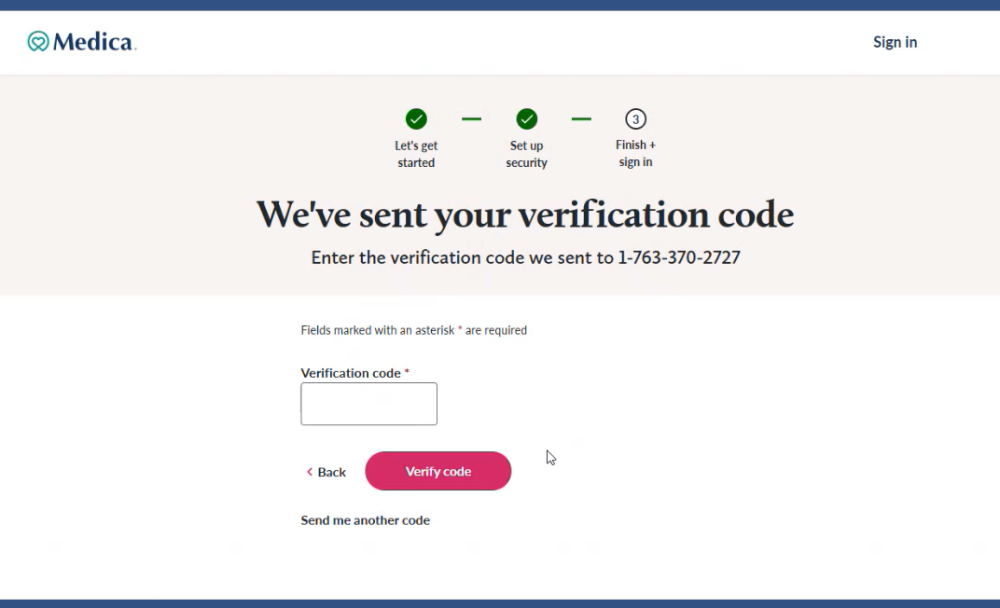 Medica.
Sign in
3
Let's get
started
Set up
security
Finish +
sign in
We've sent your verification code
Enter the verification code we sent to 1-763-370-2727
Fields marked with an asterisk * are required
Verification code *
< Back
Verify code
Send me another code